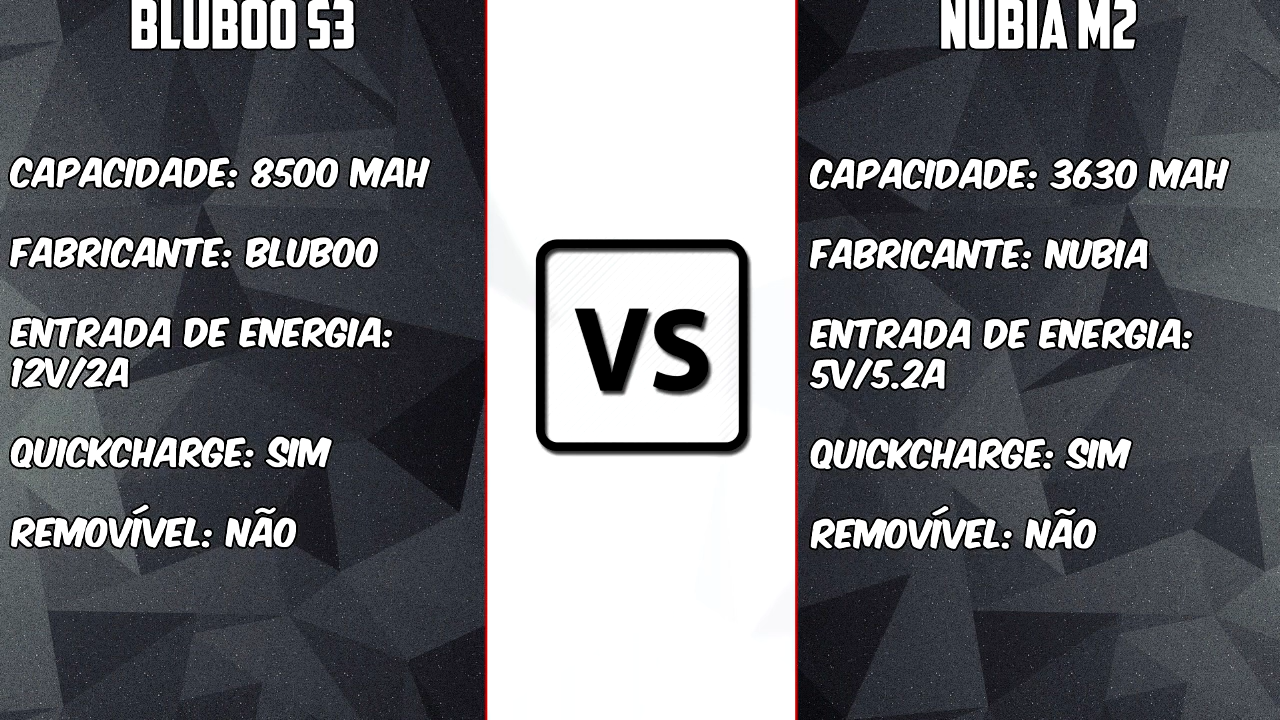 BLUBOO S3
CAPACIDADE: 8500 MAH
FABRICANTE: BLUBOO
ENTRADA DE ENERGIA:
12V/2A
QUICKCHARGE: SIM
REMOVÍVEL: NÃO
VS
NUBIA M2
CAPACIDADE: 3630 MAH
FABRICANTE: NUBIA
ENTRADA DE ENERGIA:
5V/5.2A
QUICKCHARGE: SIM
REMOVÍVEL: NÃO